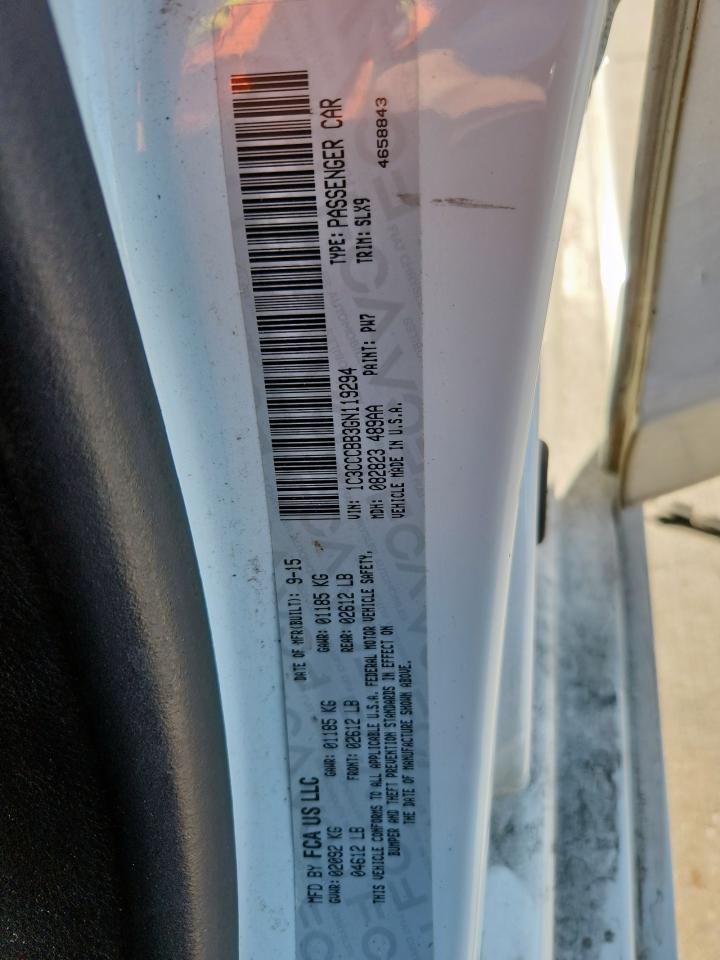 MFD BY FCA US LLC DATE OF MFR(BUILT): 9-15
GVWR: 02092 KG GAWR: 01185 KG GAWR: 01185 KG
04612 LB FRONT: 02612 LB REAR: 02612 LB
THIS VEHICLE CONFORMS TO ALL APPLICABLE U.S.A. FEDERAL MOTOR VEHICLE SAFETY,
BUMPER AND THEFT PREVENTION STANDARDS IN EFFECT ON
THE DATE OF MANUFACTURE SHOWN ABOVE.
VIN: 1C3CCCBB3GN119294 TYPE: PASSENGER CAR
MDH: 082823 489AA PAINT: PW7 TRIM: SLX9
VEHICLE MADE IN U.S.A. 4658843